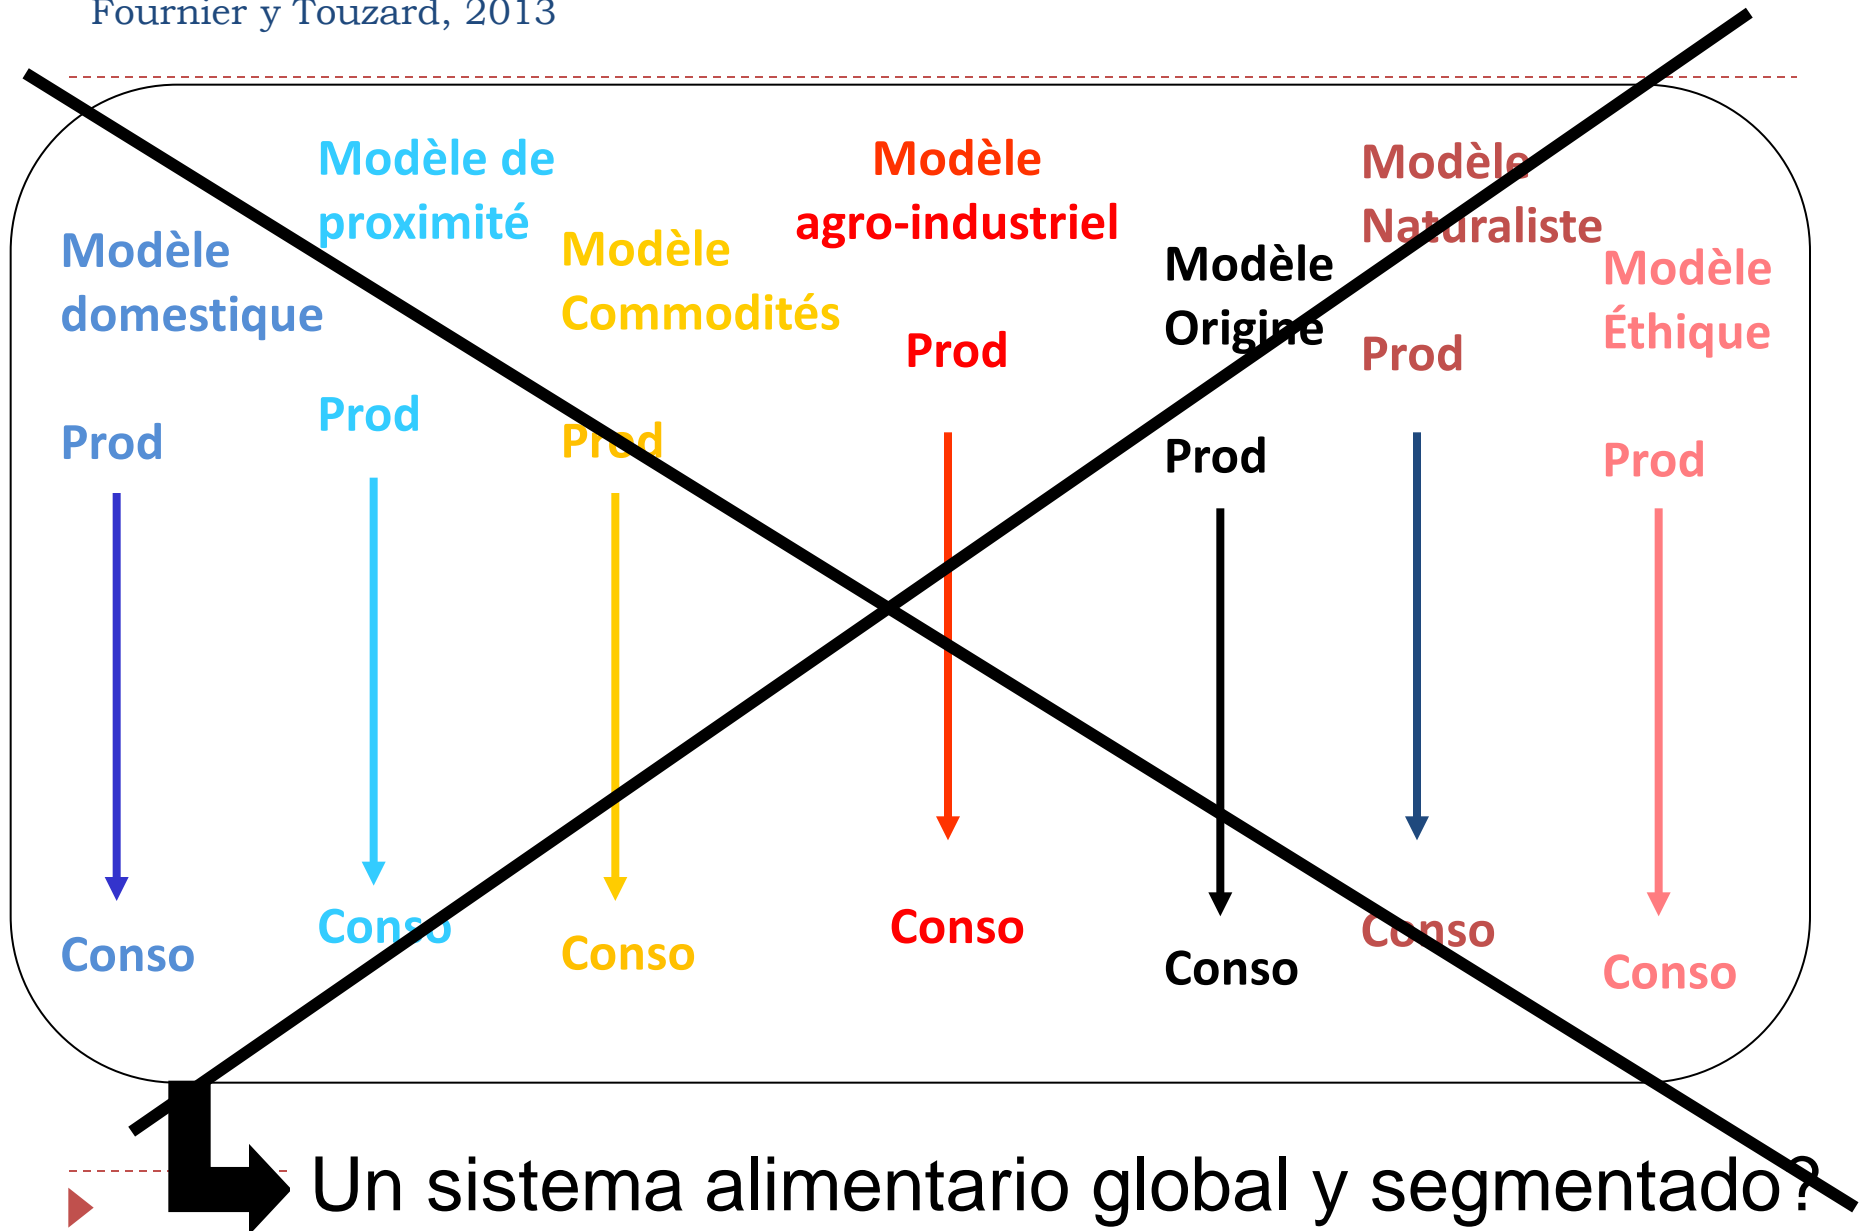 Fournier y Touzard, 2013
Modèle
domestique
Prod
Conso
Modèle de
proximité
Prod
Conso
Modèle
Commodités
Prod
Conso
Modèle
agro-industriel
Prod
Conso
Modèle
Origine
Prod
Conso
Modèle
Naturaliste
Prod
Conso
Modèle
Éthique
Prod
Conso
Un sistema alimentario global y segmentado?